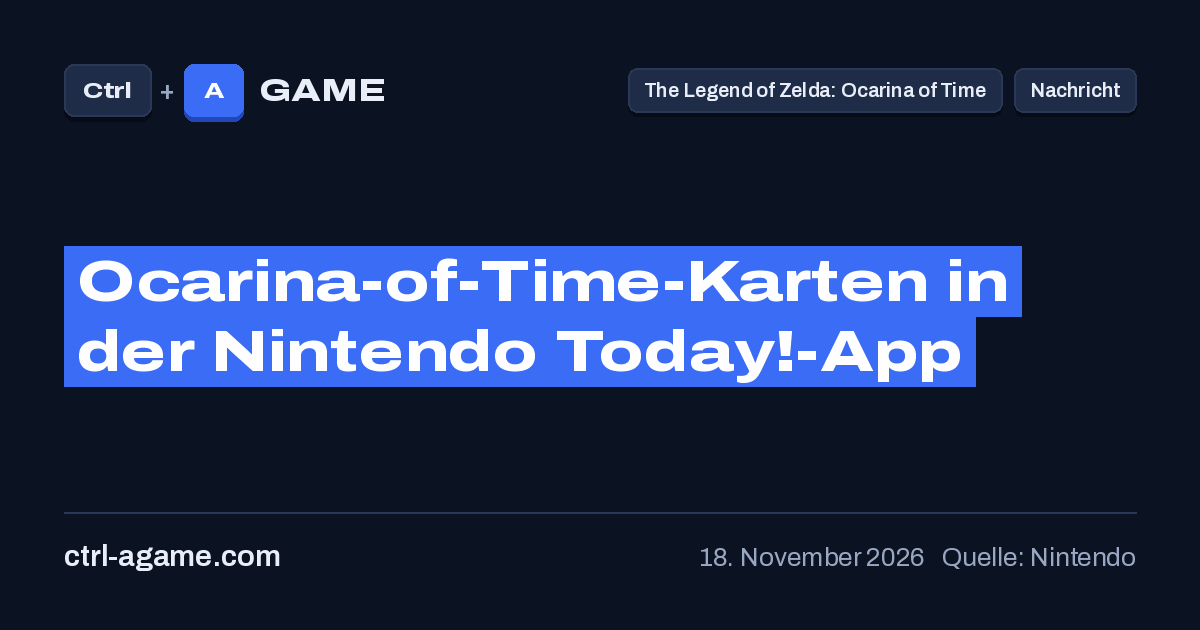 Ctrl + A GAME
The Legend of Zelda: Ocarina of Time
Nachricht
Ocarina-of-Time-Karten in
der Nintendo Today!-App
ctrl-agame.com
18. November 2026 Quelle: Nintendo